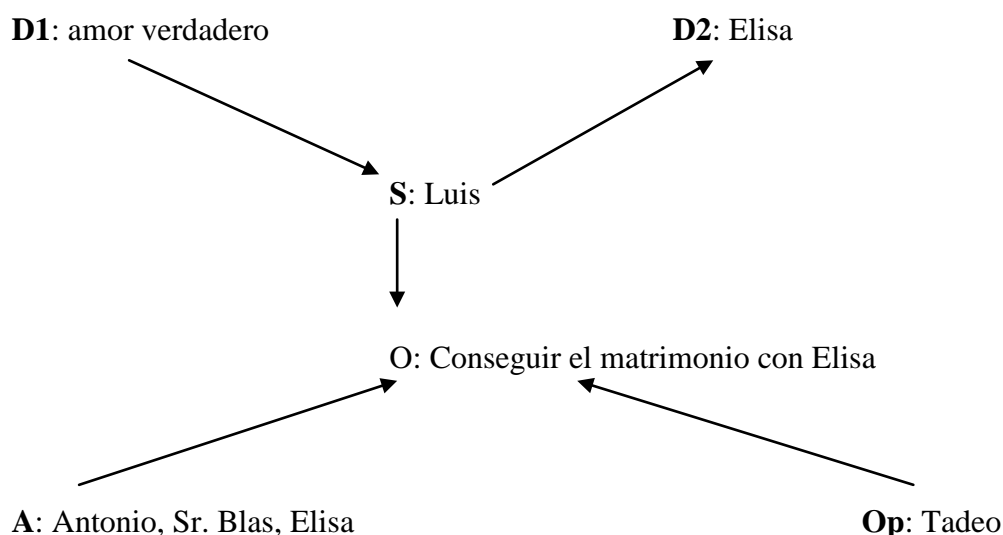 D1: amor verdadero
D2: Elisa
S: Luis
O: Conseguir el matrimonio con Elisa
A: Antonio, Sr. Blas, Elisa
Op: Tadeo